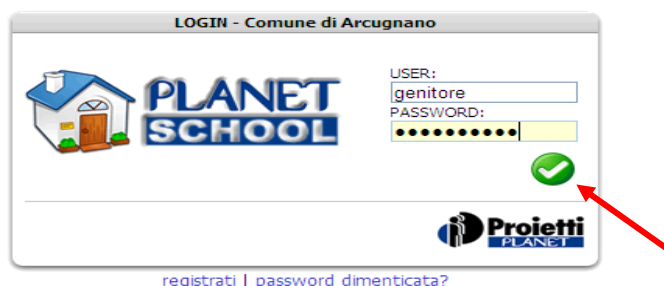 LOGIN - Comune di Arcugnano
PLANET
SCHOOL
USER:
genitore
PASSWORD:
●●●●●●●●●●
Proietti
PLANET
registrati | password dimenticata?